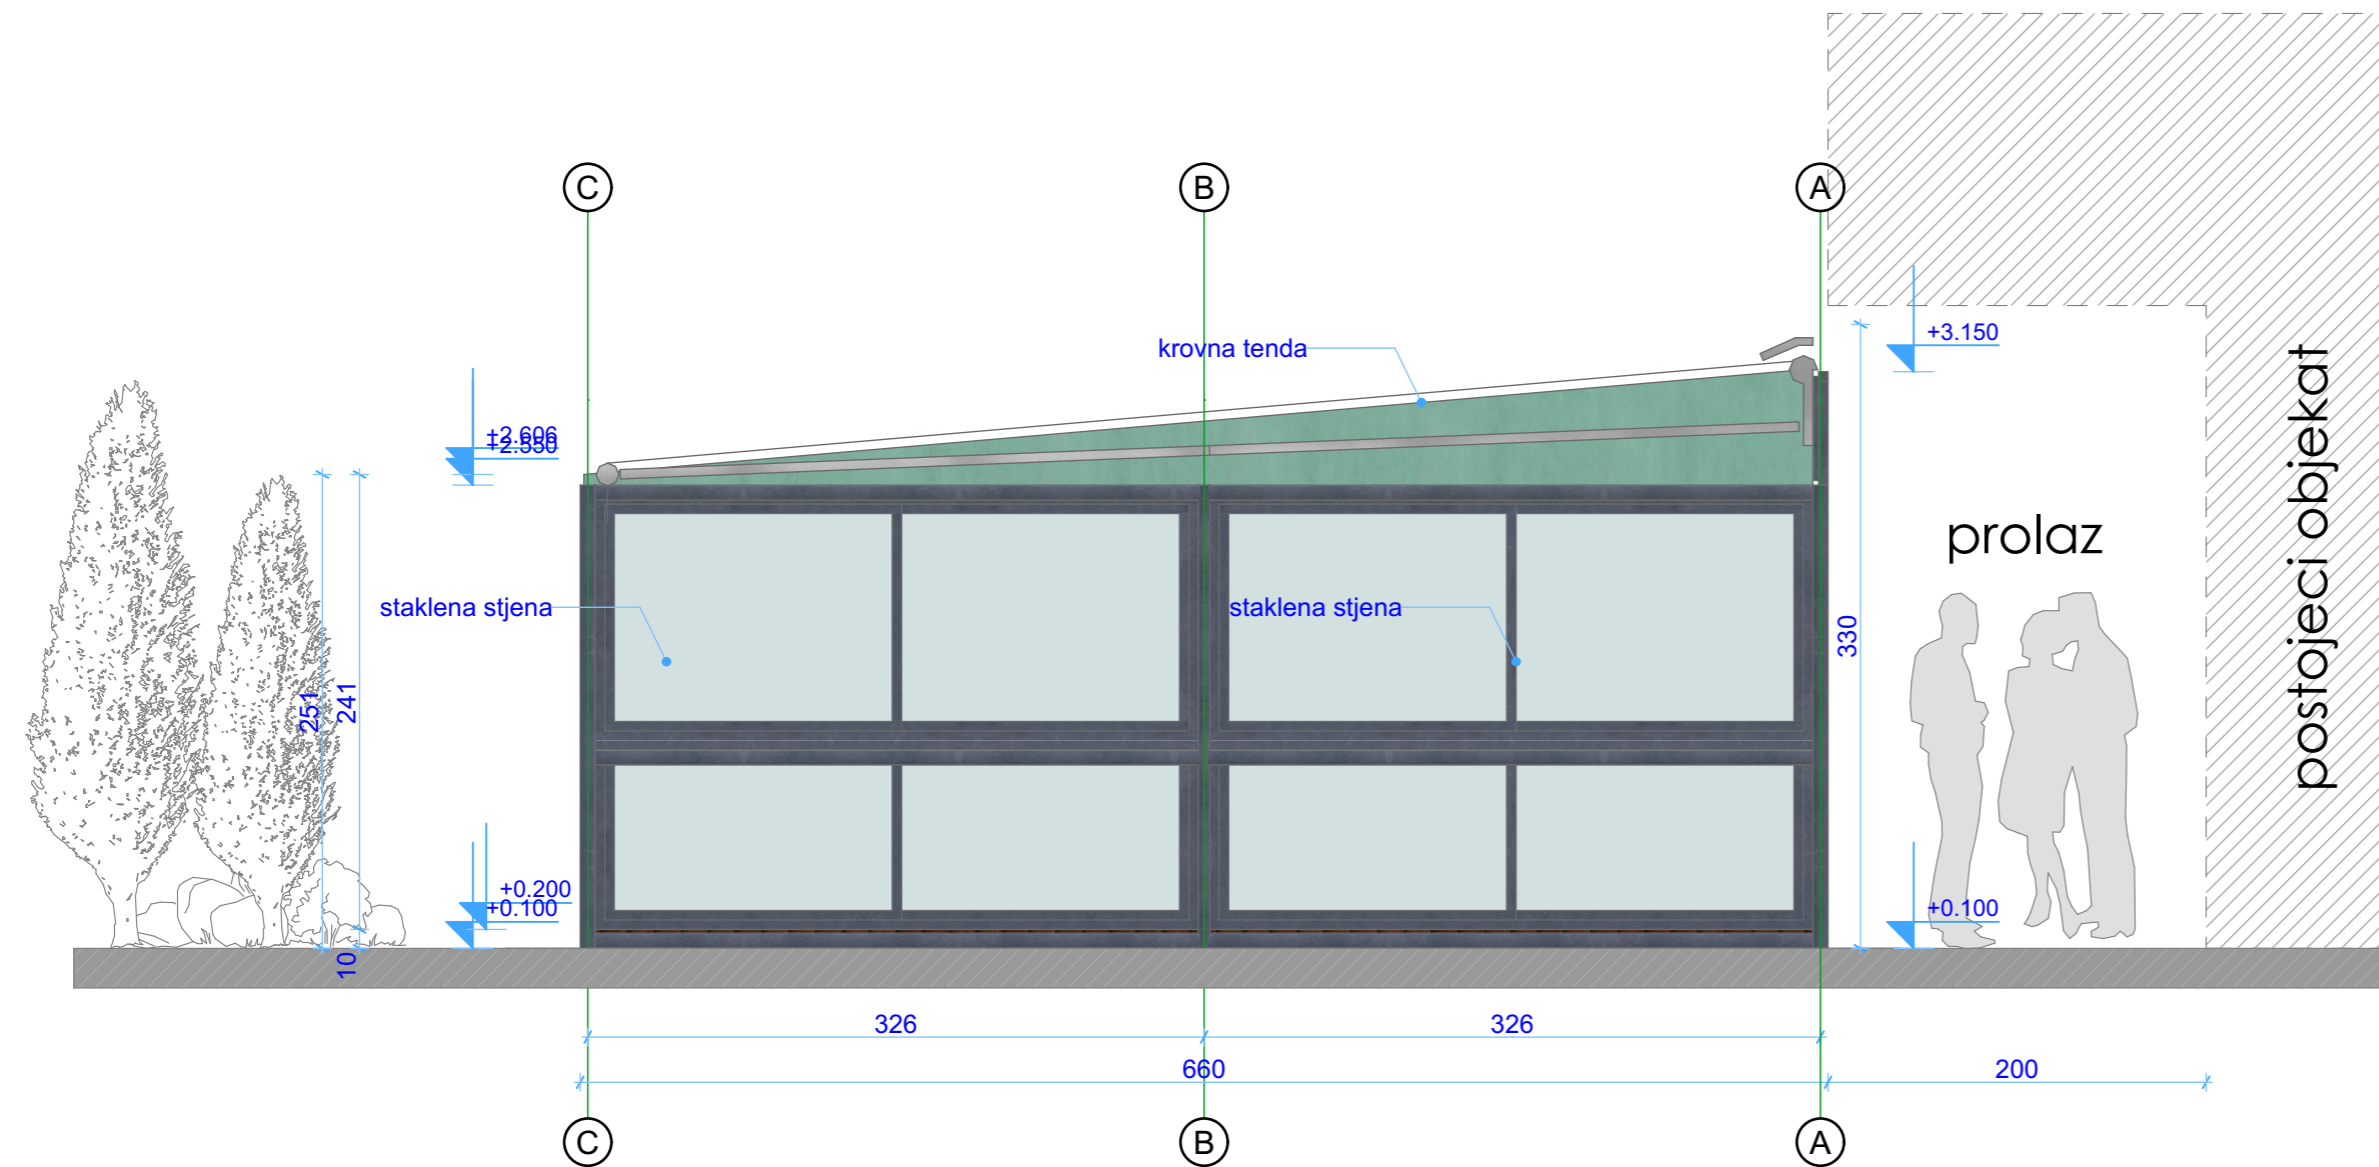 C
B
A
+3.150
krovna tenda
+2.606
+2.550
postojeci objekat
prolaz
staklena stjena
staklena stjena
330
251
241
+0.200
+0.100
+0.100
10
326
326
660
200
C
B
A